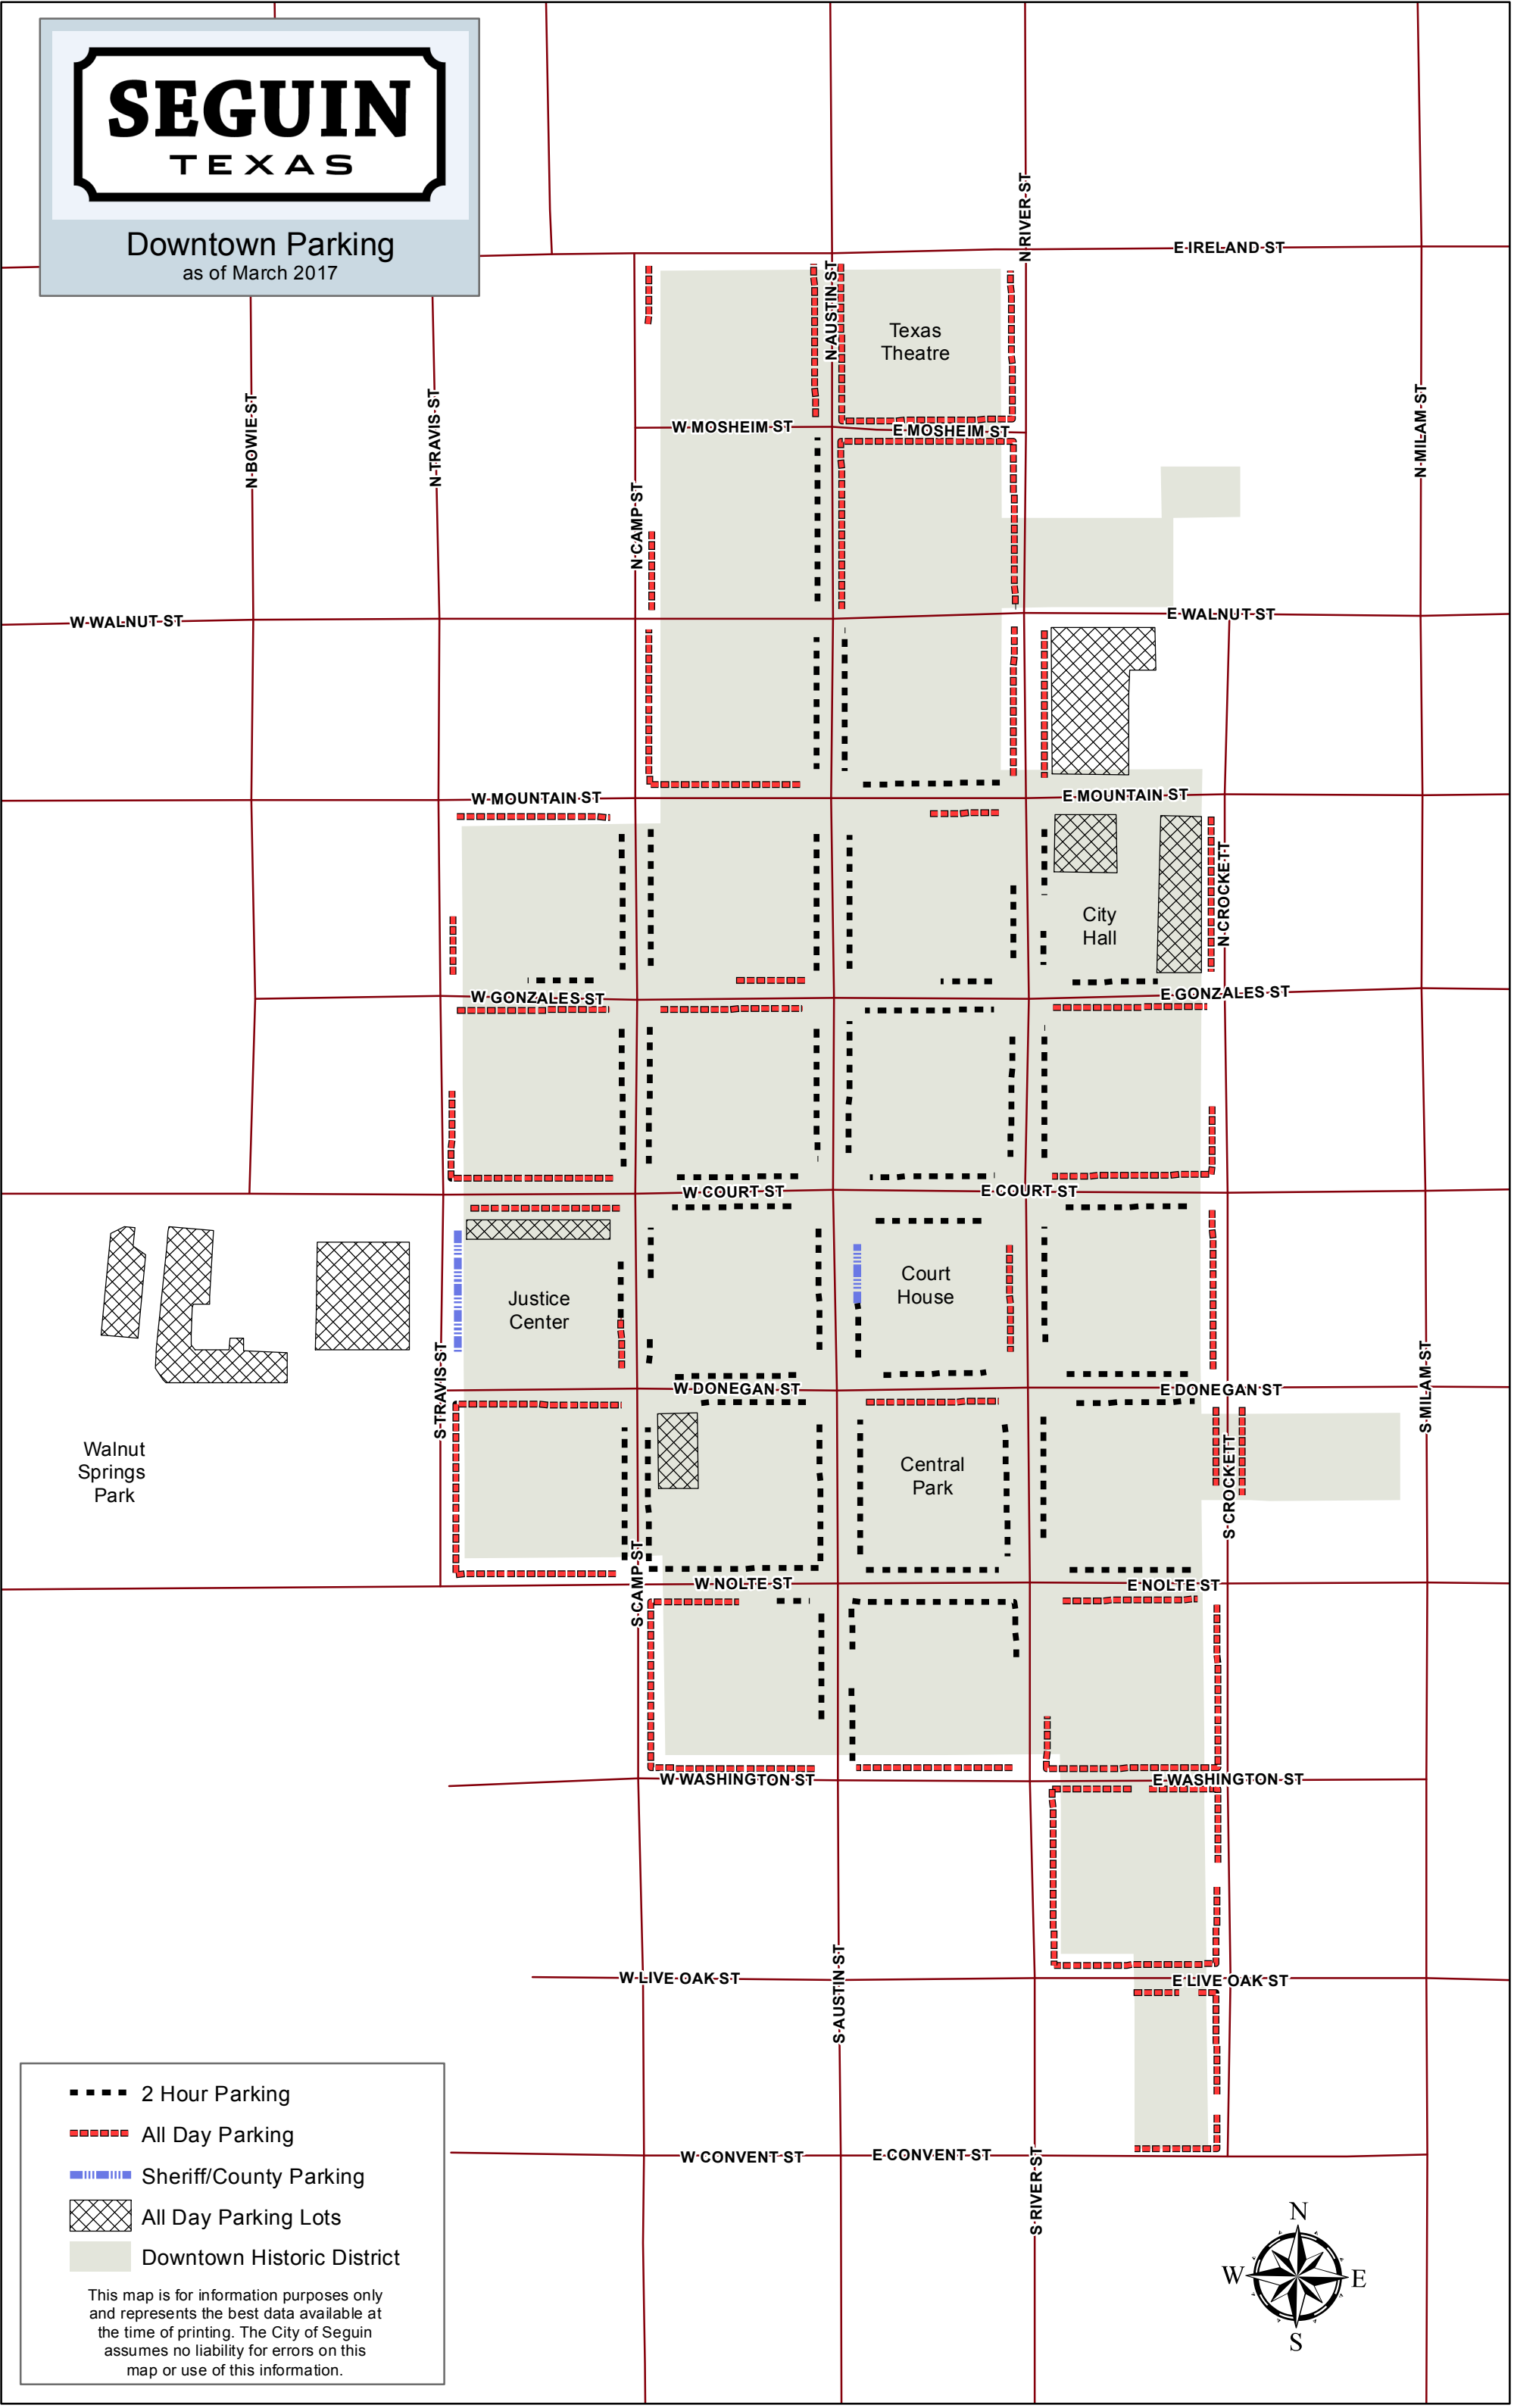 SEGUIN
TEXAS
Downtown Parking
as of March 2017
N RIVER ST
E IRELAND ST
N AUSTIN ST
Texas
Theatre
N BOWIE ST
N TRAVIS ST
N MILAM ST
W MOSHEIM ST
E MOSHEIM ST
N CAMP ST
W WALNUT ST
E WALNUT ST
W MOUNTAIN ST
E MOUNTAIN ST
N CROCKETT
City
Hall
W GONZALES ST
E GONZALES ST
W COURT ST
E COURT ST
Justice
Center
Court
House
S TRAVIS ST
S MILAM ST
W DONEGAN ST
E DONEGAN ST
Walnut
Springs
Park
Central
Park
S CROCKETT
S CAMP ST
W NOLTE ST
E NOLTE ST
W WASHINGTON ST
E WASHINGTON ST
S AUSTIN ST
W LIVE OAK ST
E LIVE OAK ST
W CONVENT ST
E CONVENT ST
S RIVER ST
2 Hour Parking
All Day Parking
Sheriff/County Parking
All Day Parking Lots
Downtown Historic District
This map is for information purposes only
and represents the best data available at
the time of printing. The City of Seguin
assumes no liability for errors on this
map or use of this information.
N
W
E
S